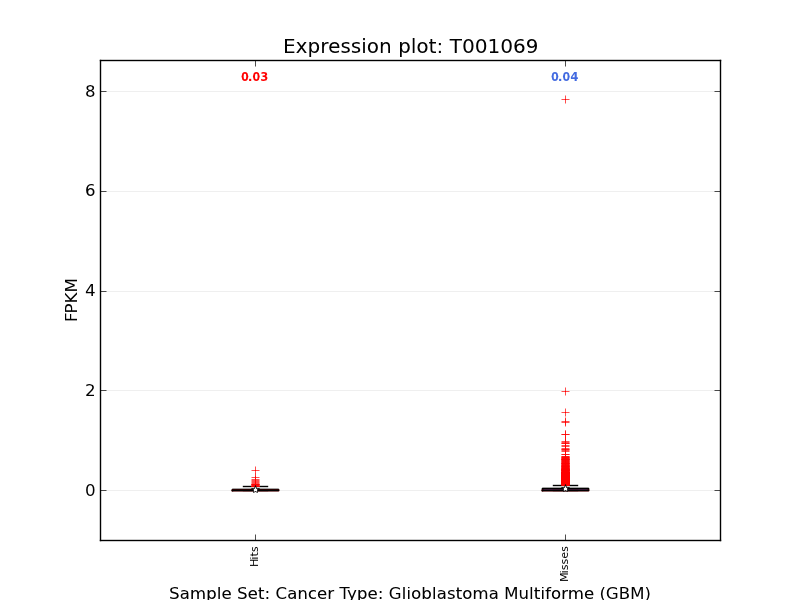 Expression plot: T001069
0.03
0.04
8
6
4
2
0
FPKM
Hits
Misses
Sample Set: Cancer Type: Glioblastoma Multiforme (GBM)